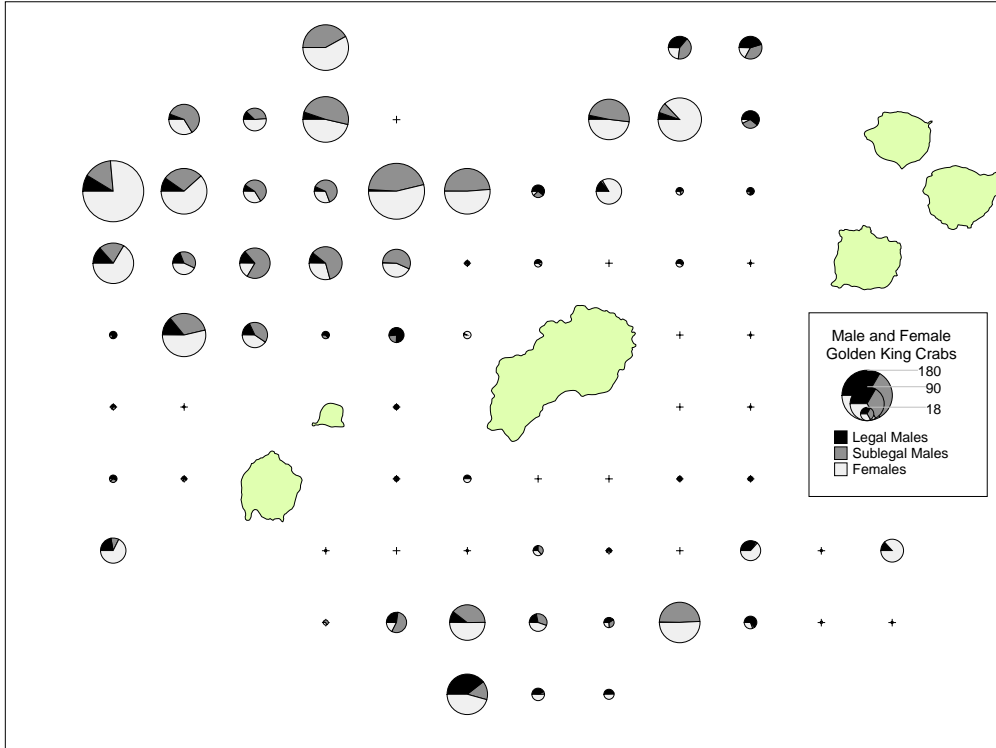 Male and Female
Golden King Crabs
180
90
18
Legal Males
Sublegal Males
Females